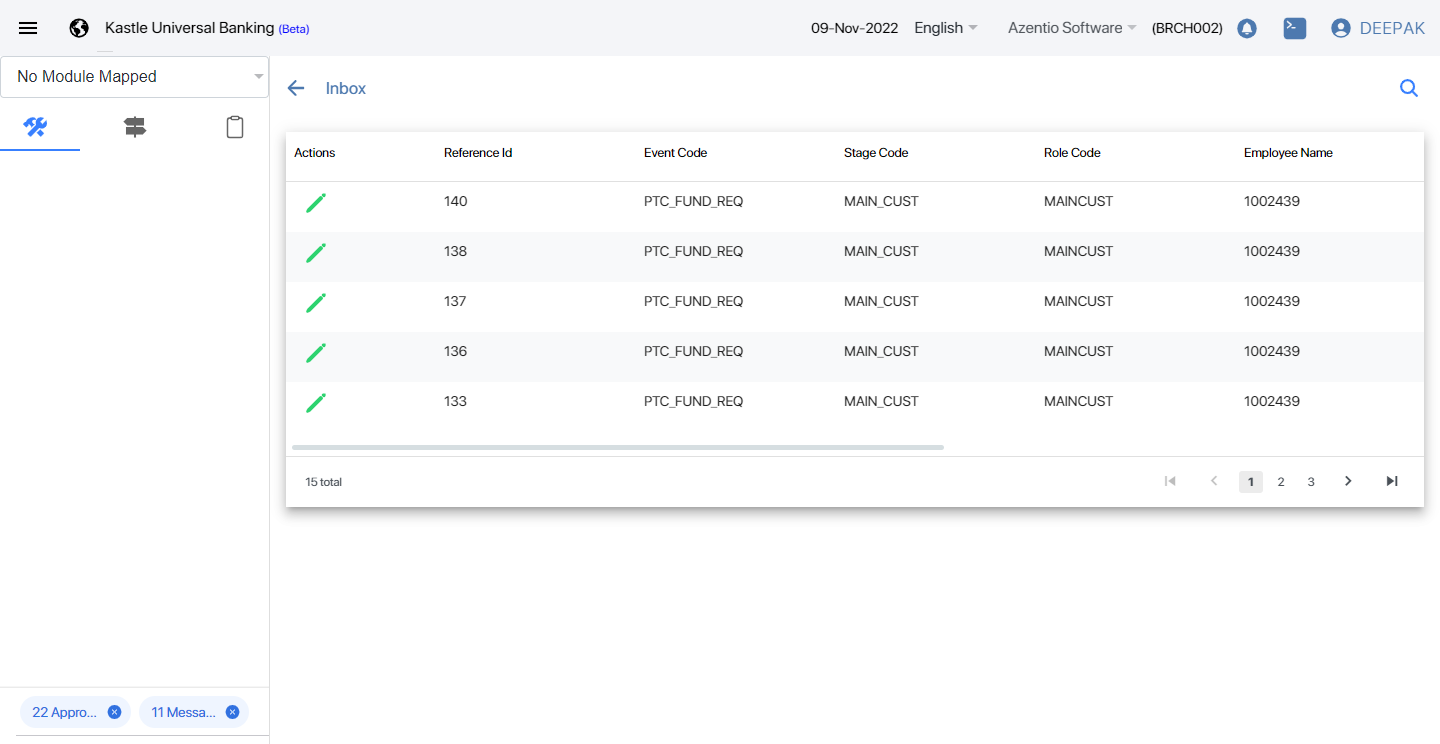 Kastle Universal Banking (Beta) 09-Nov-2022 English Azentio Software (BRCH002) DEEPAK
No Module Mapped
Inbox
Actions Reference Id Event Code Stage Code Role Code Employee Name
140 PTC_FUND_REQ MAIN_CUST MAINCUST 1002439
138 PTC_FUND_REQ MAIN_CUST MAINCUST 1002439
137 PTC_FUND_REQ MAIN_CUST MAINCUST 1002439
136 PTC_FUND_REQ MAIN_CUST MAINCUST 1002439
133 PTC_FUND_REQ MAIN_CUST MAINCUST 1002439
15 total 1 2 3
22 Appro... 11 Messa...